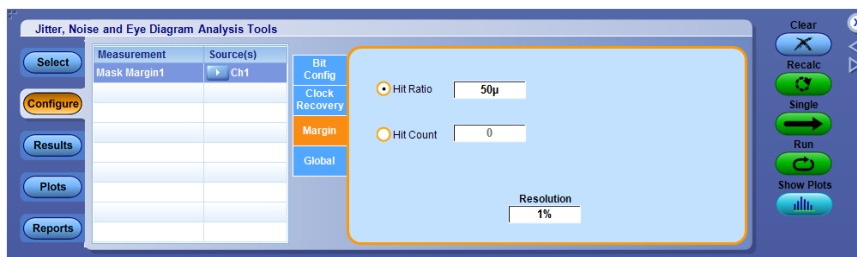 Jitter, Noise and Eye Diagram Analysis Tools
Clear
Select
Configure
Results
Plots
Reports
Measurement Source(s)
Mask Margin1 Ch1
Bit Config
Clock Recovery
Margin
Global
Hit Ratio 50μ
Hit Count 0
Resolution
1%
Recalc
Single
Run
Show Plots